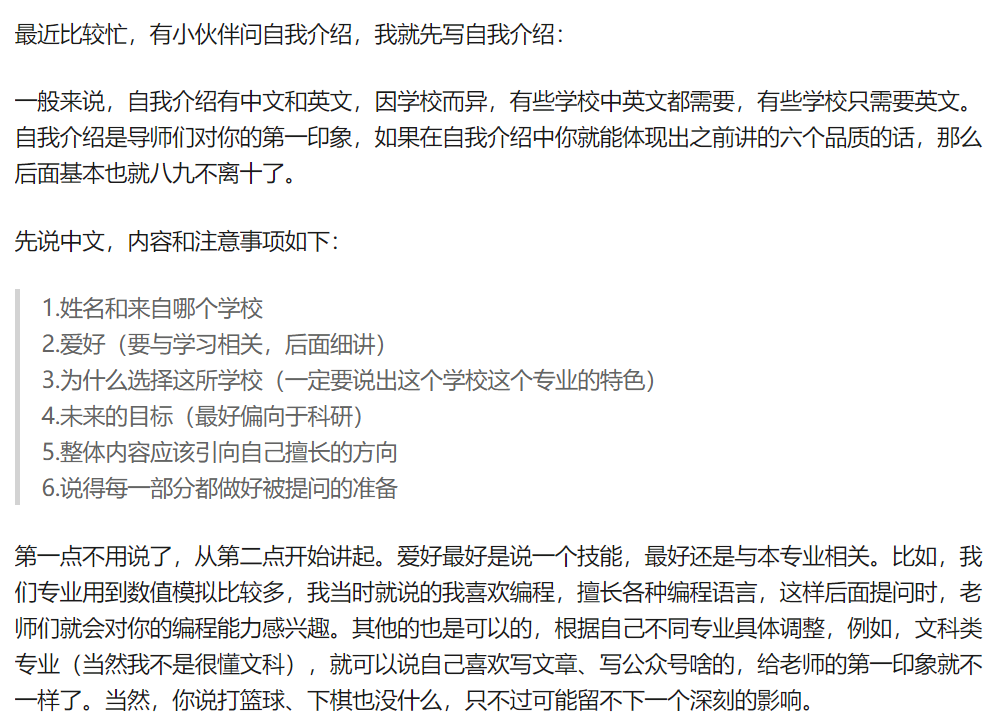 最近比较忙，有小伙伴问自我介绍，我就先写自我介绍：
一般来说，自我介绍有中文和英文，因学校而异，有些学校中英文都需要，有些学校只需要英文。
自我介绍是导师们对你的第一印象，如果在自我介绍中你就能体现出之前讲的六个品质的话，那么
后面基本也就八九不离十了。
先说中文，内容和注意事项如下：
1.姓名和来自哪个学校
2.爱好（要与学习相关，后面细讲）
3.为什么选择这所学校（一定要说出这个学校这个专业的特色）
4.未来的目标（最好偏向于科研）
5.整体内容应该引向自己擅长的方向
6.说得每一部分都做好被提问的准备
第一点不用说了，从第二点开始讲起。爱好最好是说一个技能，最好还是与本专业相关。比如，我
们专业用到数值模拟比较多，我当时就说的我喜欢编程，擅长各种编程语言，这样后面提问时，老
师们就会对你的编程能力感兴趣。其他的也是可以的，根据自己不同专业具体调整，例如，文科类
专业（当然我不是很懂文科），就可以说自己喜欢写文章、写公众号啥的，给老师的第一印象就不
一样了。当然，你说打篮球、下棋也没什么，只不过可能留不下一个深刻的影响。